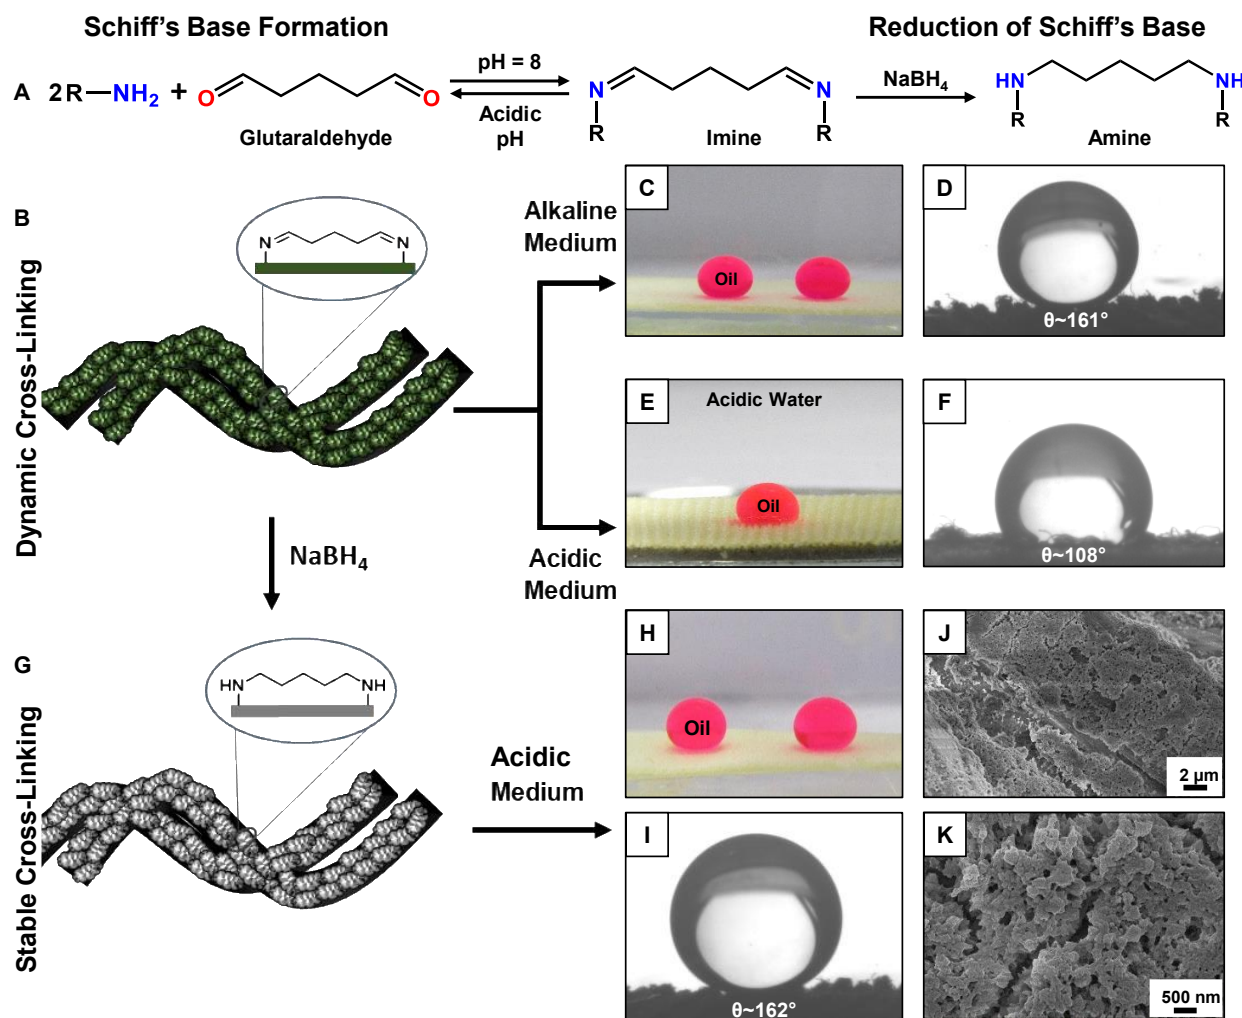 Schiff's Base Formation
Reduction of Schiff's Base
A
2R—NH₂ +
O
O
Glutaraldehyde
pH = 8
Acidic
pH
N
N
R
R
Imine
NaBH₄
HN
NH
R
R
Amine
B
Dynamic Cross-Linking
N
N
Alkaline
Medium
C
Oil
D
θ~161°
E
Acidic Water
Oil
F
θ~108°
Acidic
Medium
NaBH₄
G
Stable Cross-Linking
HN
NH
Acidic
Medium
H
Oil
J
2 µm
I
θ~162°
K
500 nm